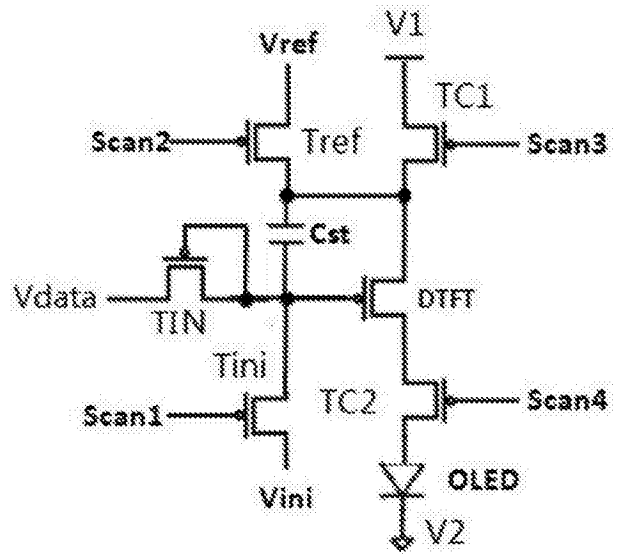 Vref
V1
TC1
Scan2
Tref
Scan3
Cst
Vdata
TIN
DTFT
Tini
TC2
Scan1
Scan4
Vini
OLED
V2